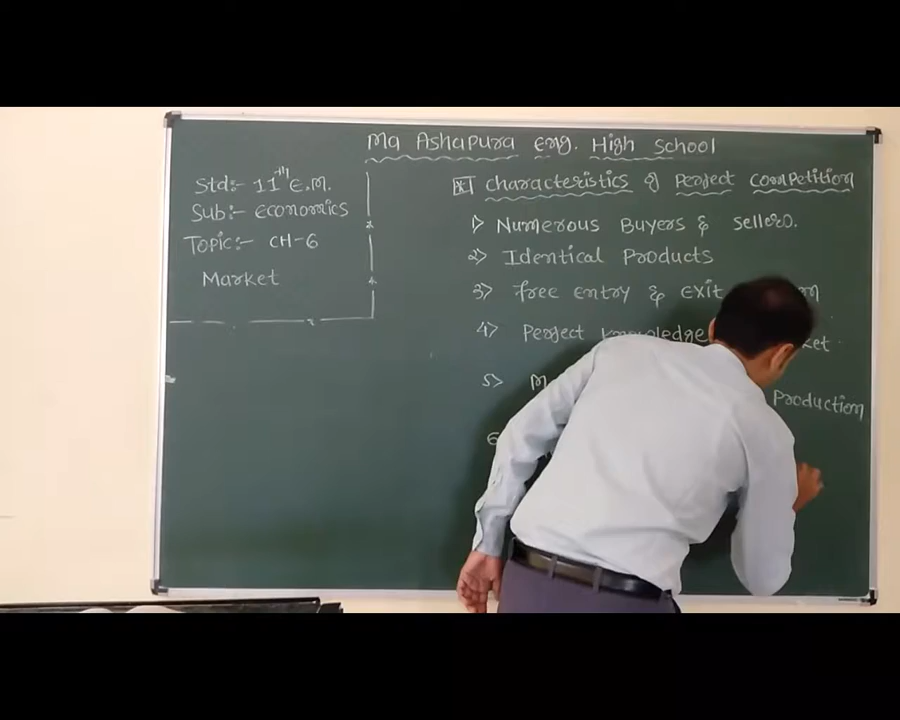 Ma Ashapura eng. High school
Std:- 11th E.M.
Sub:- economics
Topic:- CH-6
Market
characteristics of Perfect competition
1) Numerous Buyers & sellers.
2) Identical Products
3) free entry & exit
4) Perfect knowledge
5) M Production
6